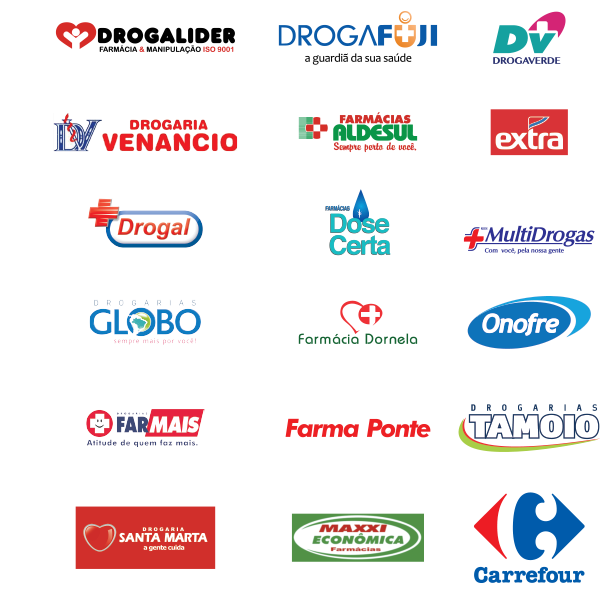 DROGALIDER
FARMÁCIA & MANIPULAÇÃO ISO 9001
DROGAFUJI
a guardiã da sua saúde
DV
DROGAVERDE
DV
DROGARIA
VENANCIO
FARMÁCIAS
ALDESUL
Sempre perto de você.
extra
Drogal
FARMÁCIAS
Dose
Certa
MultiDrogas
Com você, pela nossa gente
DROGARIAS
GLOBO
sempre mais por você!
Farmácia Dornela
Onofre
DROGARIAS
FARMAIS
Atitude de quem faz mais.
Farma Ponte
DROGARIAS
TAMOIO
DROGARIA
SANTA MARTA
a gente cuida
MAXXI
ECONÔMICA
Farmácias
Carrefour